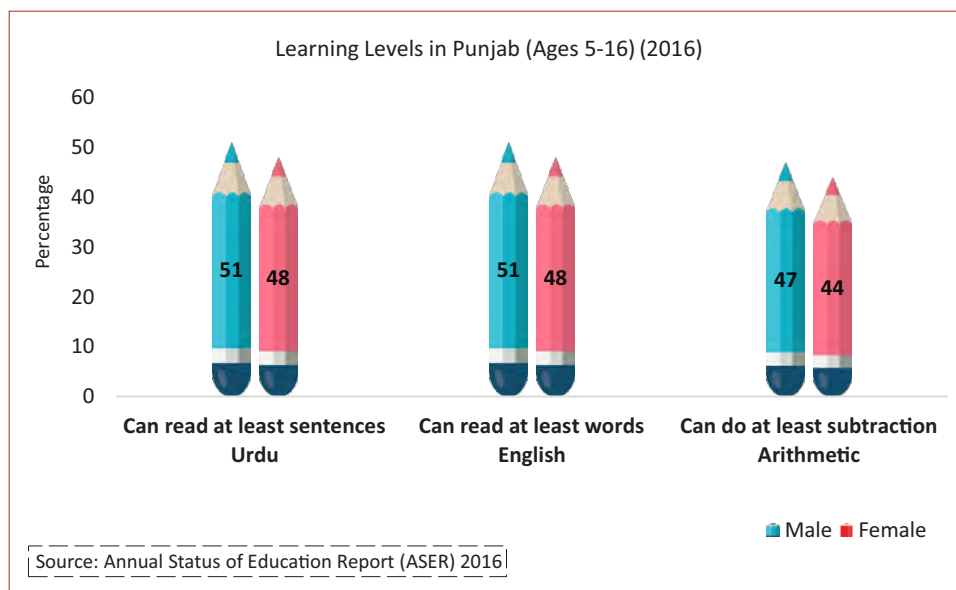 Learning Levels in Punjab (Ages 5-16) (2016)
Percentage
60
50
40
30
20
10
0
51
48
51
48
47
44
Can read at least sentences
Urdu
Can read at least words
English
Can do at least subtraction
Arithmetic
Male Female
Source: Annual Status of Education Report (ASER) 2016